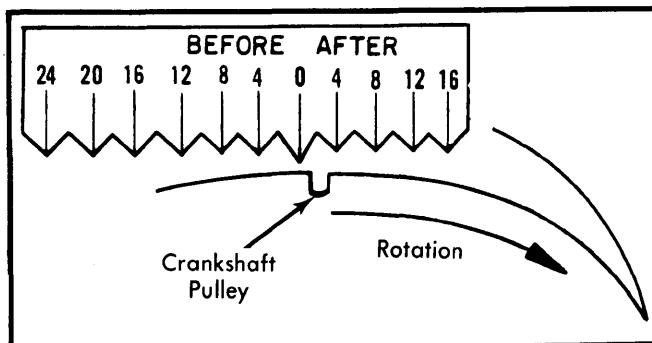 BEFORE AFTER
24 20 16 12 8 4 0 4 8 12 16
Rotation
Crankshaft
Pulley